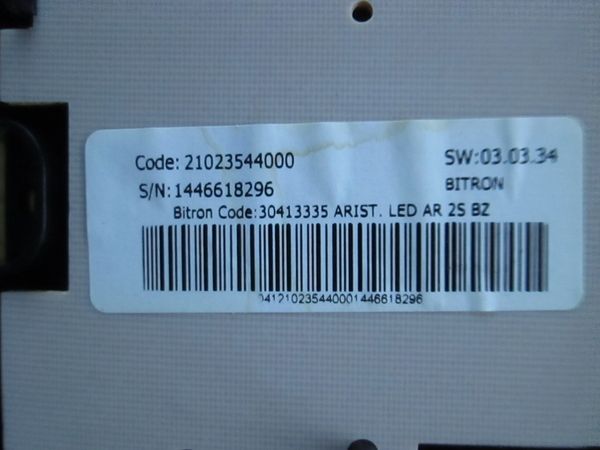 Code: 21023544000
SW:03.03.34
S/N:1446618296
BITRON
Bitron Code:30413335 ARIST. LED AR 2S BZ
041210235440001446618296